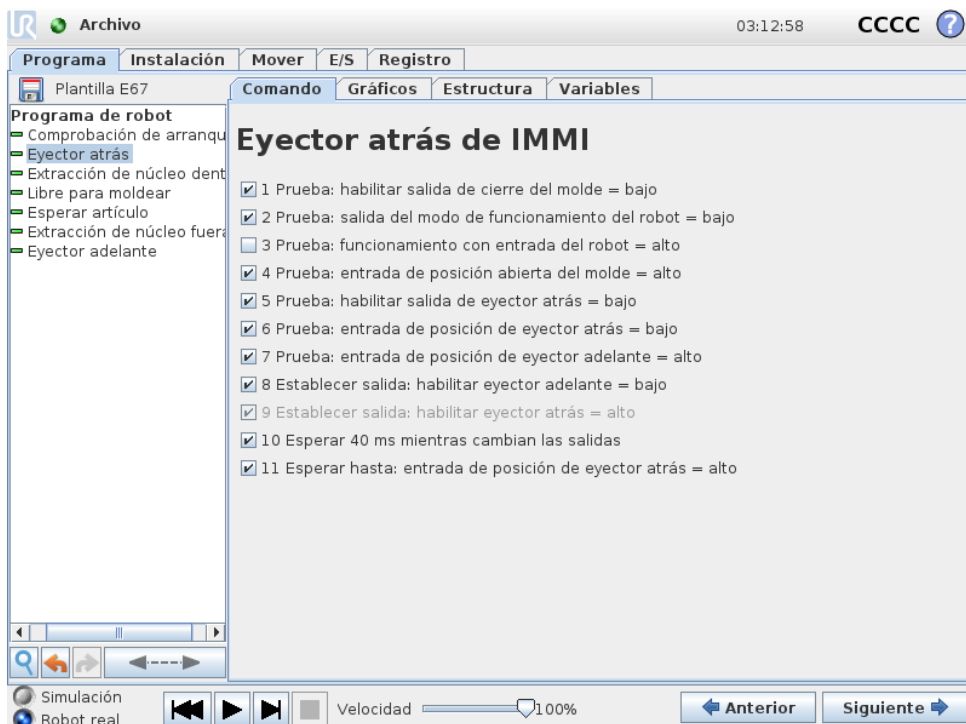 UR Archivo 03:12:58 CCCC ?
Programa Instalación Mover E/S Registro
Plantilla E67
Comando Gráficos Estructura Variables
Programa de robot
Comprobación de arranqu
Eyector atrás
Extracción de núcleo dent
Libre para moldear
Esperar artículo
Extracción de núcleo fuera
Eyector adelante
Eyector atrás de IMMI
1 Prueba: habilitar salida de cierre del molde = bajo
2 Prueba: salida del modo de funcionamiento del robot = bajo
3 Prueba: funcionamiento con entrada del robot = alto
4 Prueba: entrada de posición abierta del molde = alto
5 Prueba: habilitar salida de eyector atrás = bajo
6 Prueba: entrada de posición de eyector atrás = bajo
7 Prueba: entrada de posición de eyector adelante = alto
8 Establecer salida: habilitar eyector adelante = bajo
9 Establecer salida: habilitar eyector atrás = alto
10 Esperar 40 ms mientras cambian las salidas
11 Esperar hasta: entrada de posición de eyector atrás = alto
Simulación
Robot real
Velocidad 100%
Anterior Siguiente